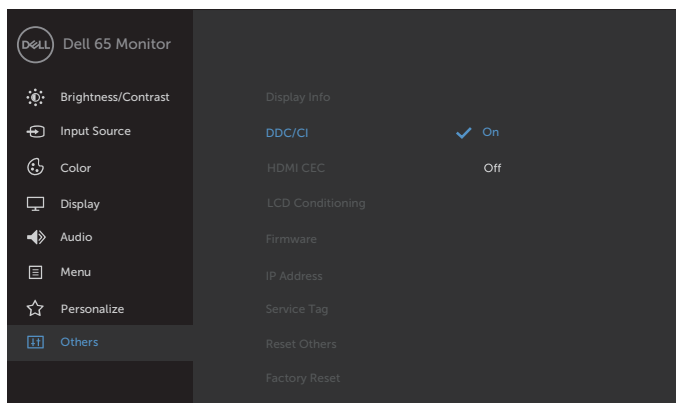 DELL
Dell 65 Monitor
Brightness/Contrast
Input Source
Color
Display
Audio
Menu
Personalize
Others
Display Info
DDC/CI
On
HDMI CEC
Off
LCD Conditioning
Firmware
IP Address
Service Tag
Reset Others
Factory Reset